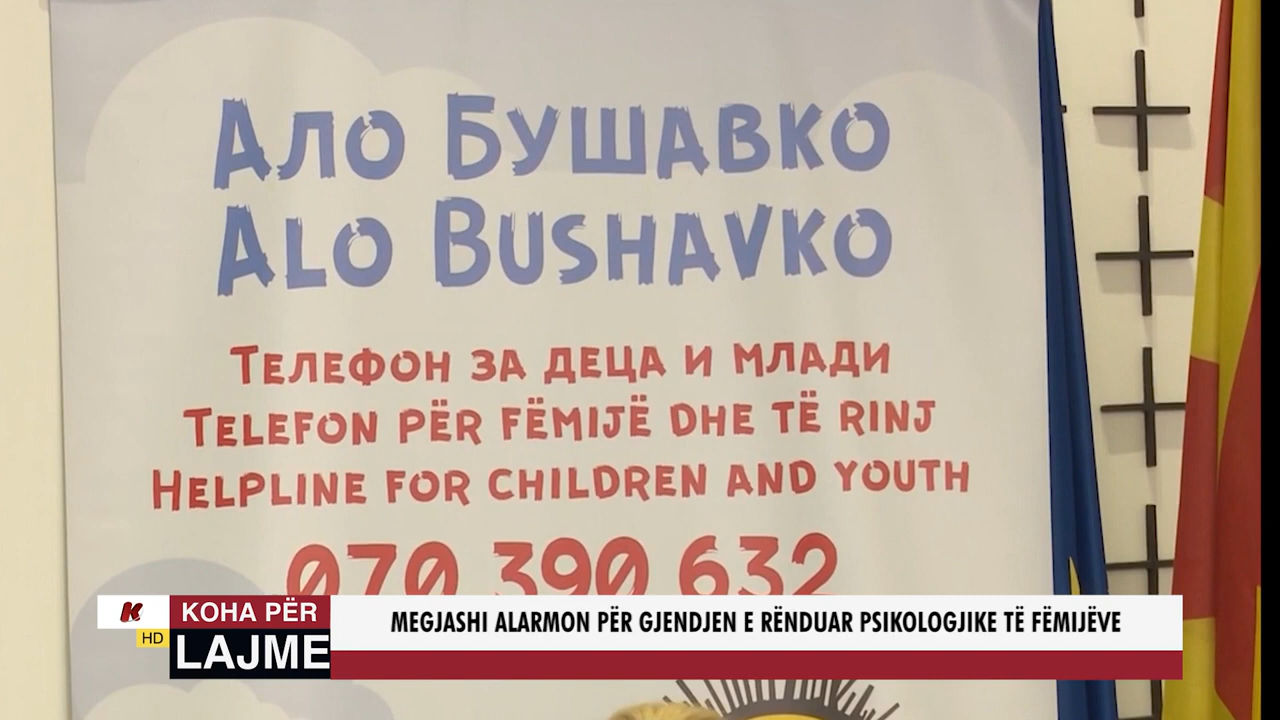 Ало Бушавко
Alo Bushavko
Телефон за деца и млади
Telefon për fëmijë dhe të rinj
Helpline for children and youth
070 390 632
K
HD
KOHA PËR
LAJME
MEGJASHI ALARMON PËR GJENDJEN E RËNDUAR PSIKOLOGJIKE TË FËMIJËVE